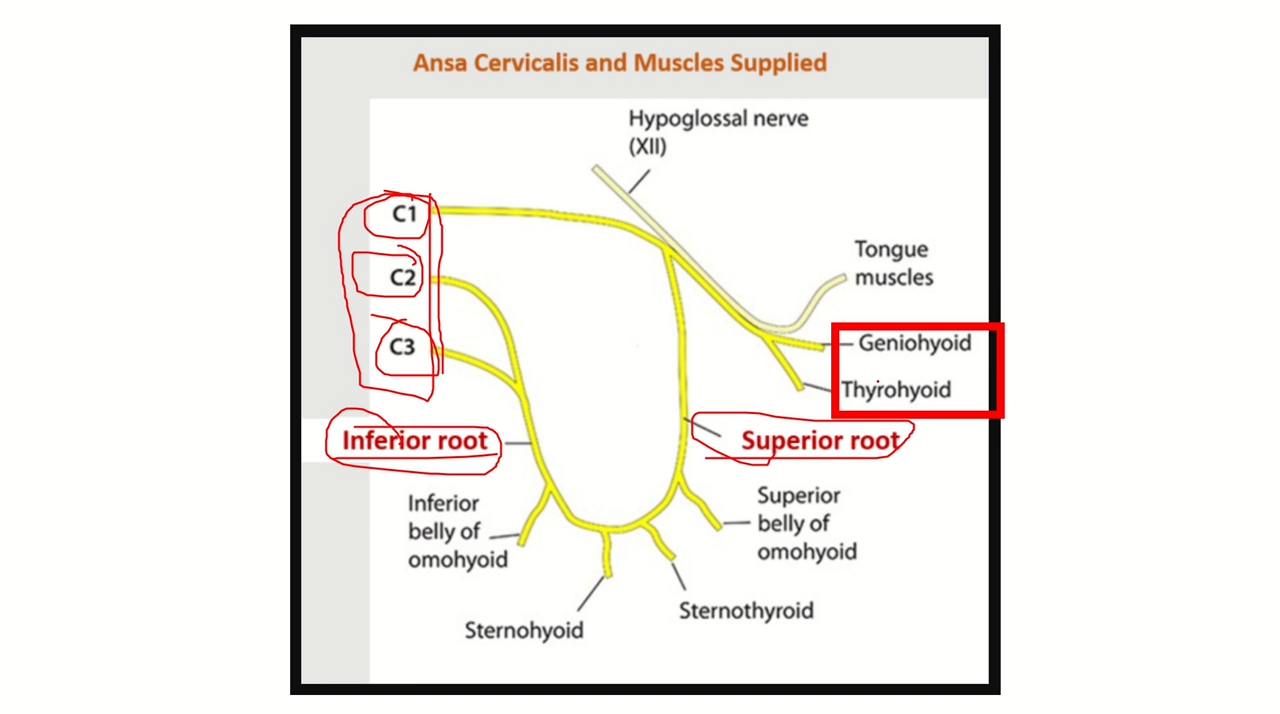 Ansa Cervicalis and Muscles Supplied
Hypoglossal nerve
(XII)
C1
C2
C3
Tongue
muscles
Geniohyoid
Thyrohyoid
Inferior root
Superior root
Inferior
belly of
omohyoid
Superior
belly of
omohyoid
Sternothyroid
Sternohyoid